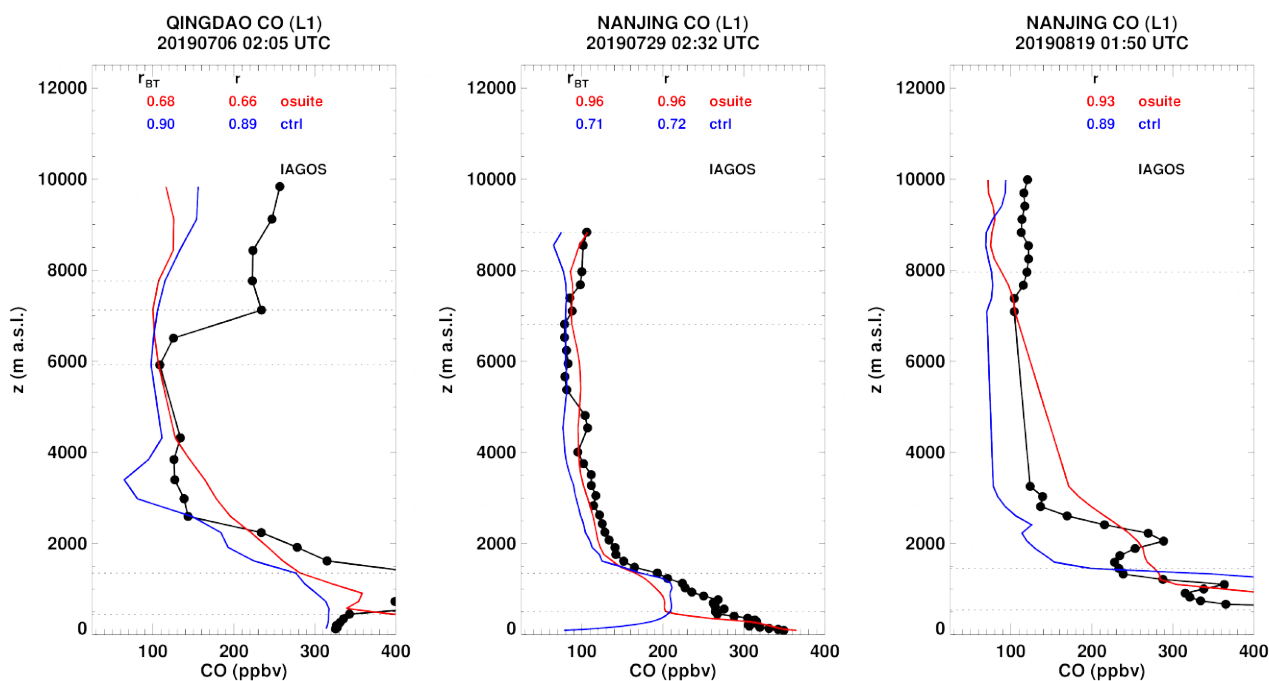 QINGDAO CO (L1)
20190706 02:05 UTC
rBT r
0.68 0.66 osuite
0.90 0.89 ctrl
IAGOS
12000
10000
8000
6000
4000
2000
0
z (m a.s.l.)
100 200 300 400
CO (ppbv)
NANJING CO (L1)
20190729 02:32 UTC
rBT r
0.96 0.96 osuite
0.71 0.72 ctrl
IAGOS
12000
10000
8000
6000
4000
2000
0
z (m a.s.l.)
100 200 300 400
CO (ppbv)
NANJING CO (L1)
20190819 01:50 UTC
r
0.93 osuite
0.89 ctrl
IAGOS
12000
10000
8000
6000
4000
2000
0
z (m a.s.l.)
100 200 300 400
CO (ppbv)